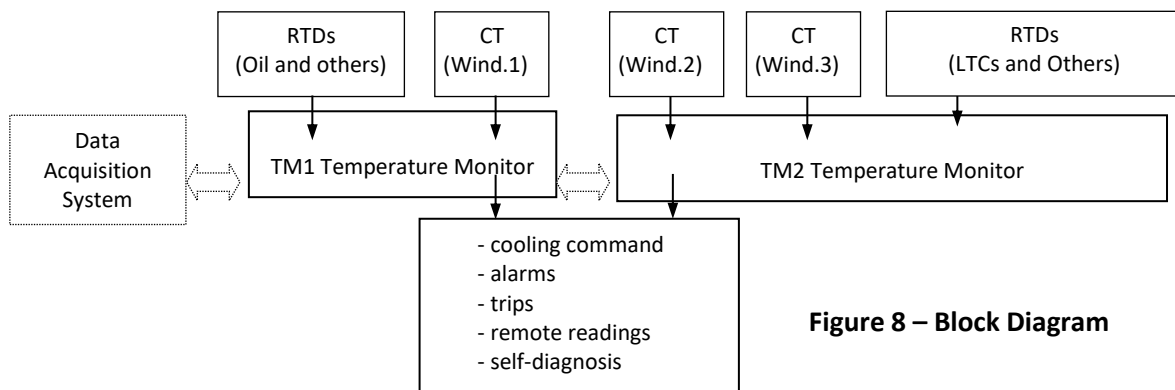 RTDs
(Oil and others)
CT
(Wind.1)
CT
(Wind.2)
CT
(Wind.3)
RTDs
(LTCs and Others)
Data
Acquisition
System
TM1 Temperature Monitor
TM2 Temperature Monitor
- cooling command
- alarms
- trips
- remote readings
- self-diagnosis
Figure 8 – Block Diagram